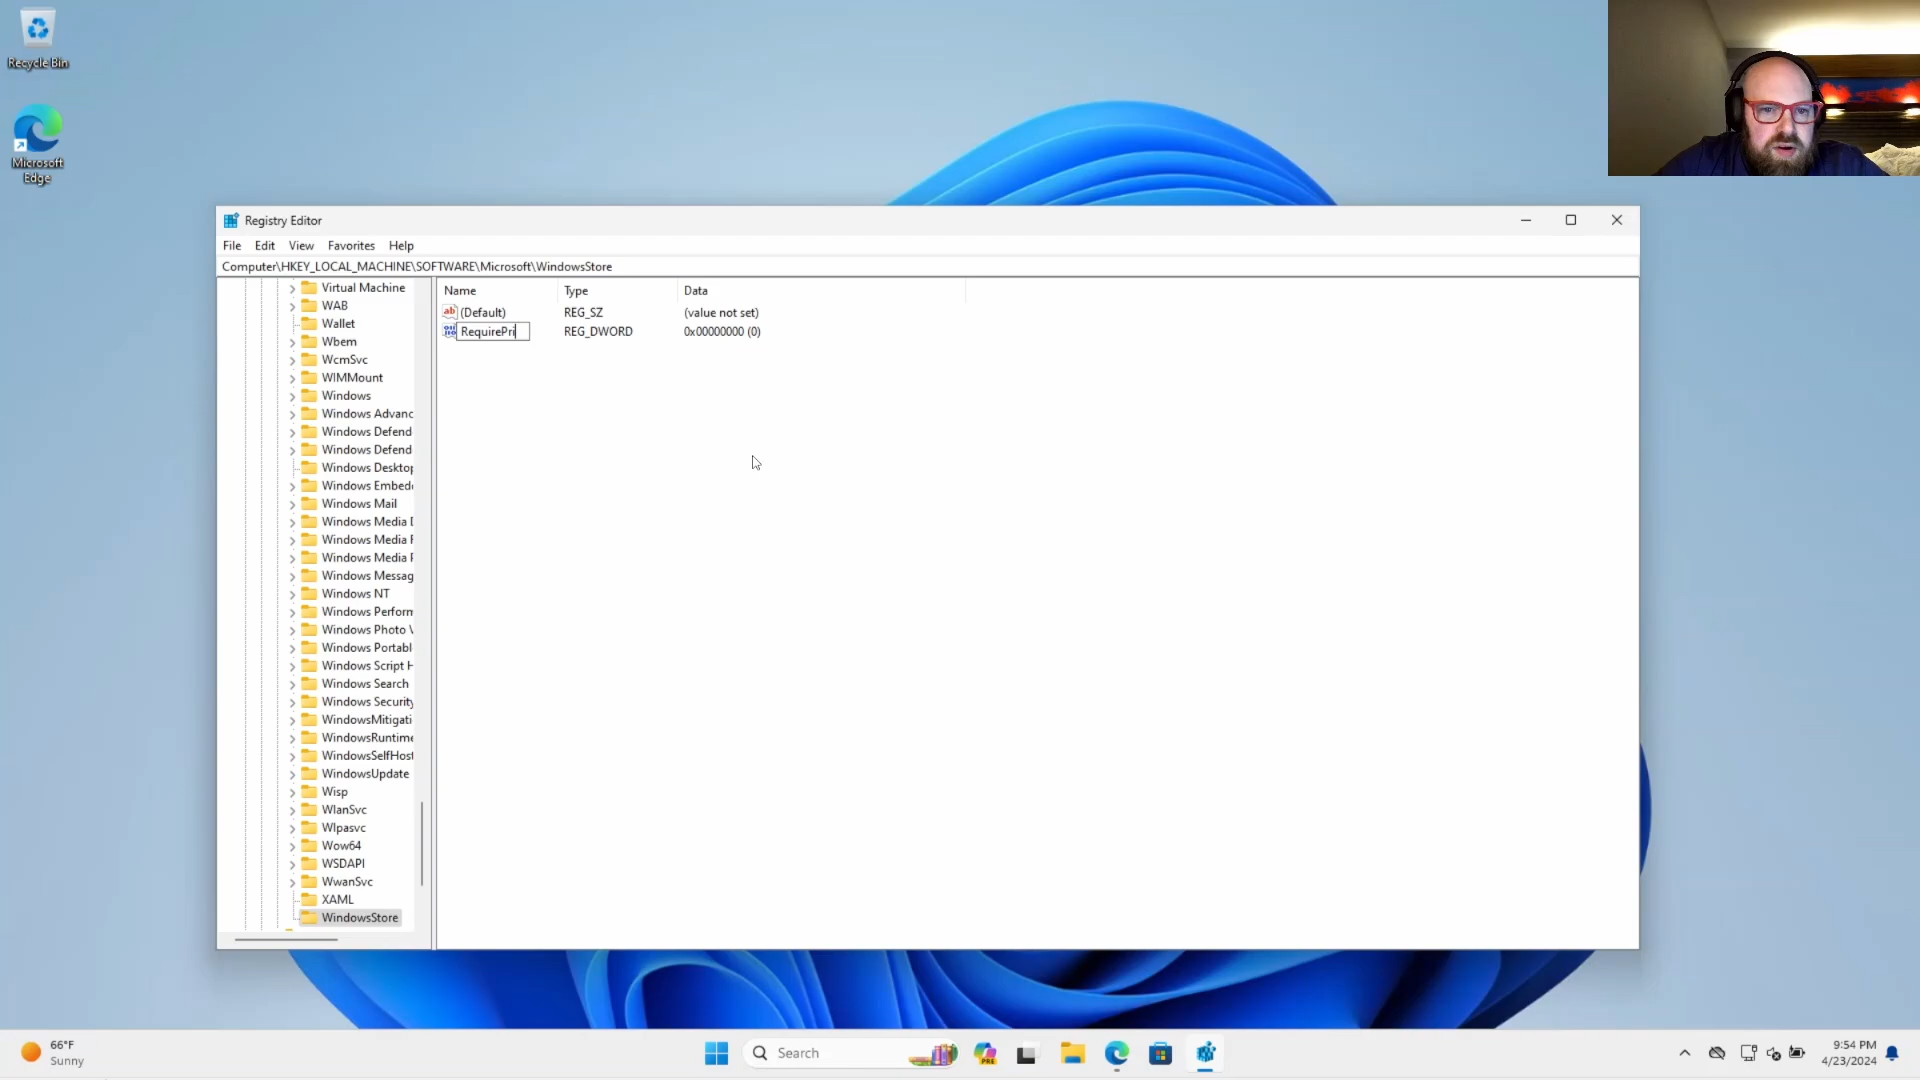 Recycle Bin
Microsoft
Edge
Registry Editor
File Edit View Favorites Help
Computer\HKEY_LOCAL_MACHINE\SOFTWARE\Microsoft\WindowsStore
Name Type Data
(Default) REG_SZ (value not set)
RequirePri REG_DWORD 0x00000000 (0)
Virtual Machine
WAB
Wallet
Wbem
WcmSvc
WIMMount
Windows
Windows Advanc
Windows Defend
Windows Defend
Windows Desktop
Windows Embed
Windows Mail
Windows Media
Windows Media
Windows Media
Windows Messag
Windows NT
Windows Perforn
Windows Photo
Windows Portabl
Windows Script
Windows Search
Windows Security
WindowsMitigati
WindowsRuntime
WindowsSelfHost
WindowsUpdate
Wisp
WlanSvc
Wlpasvc
Wow64
WSDAPI
WwanSvc
XAML
WindowsStore
66°F
Sunny
Search
PRE
9:54 PM
4/23/2024